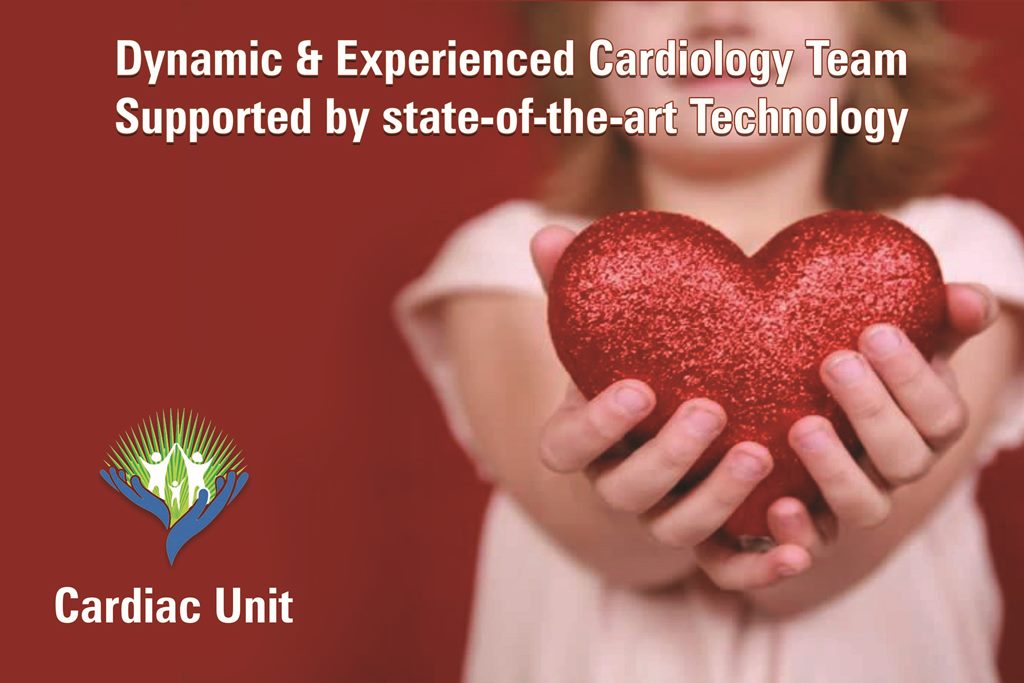 Dynamic & Experienced Cardiology Team
Supported by state-of-the-art Technology
Cardiac Unit